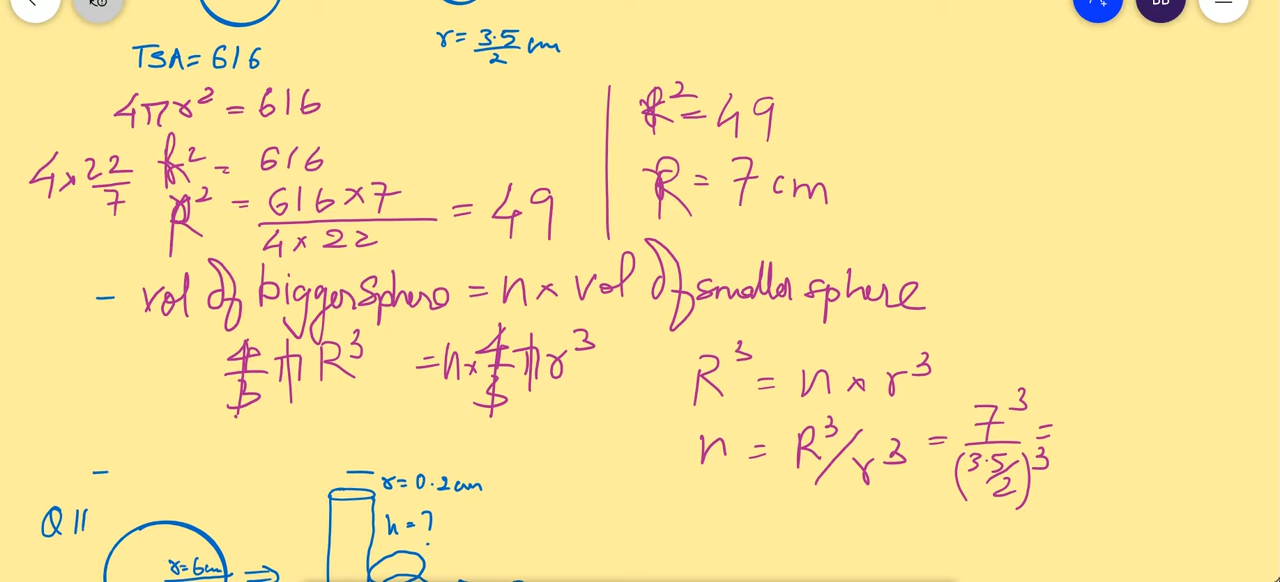 TSA = 616
r = 3.5/2 cm
4πr² = 616
4 × 22/7 R² = 616
R² = 616 × 7 / 4 × 22 = 49
R² = 49
R = 7 cm
- vol of bigger sphere = n × vol of smaller sphere
4/3 π R³ = n × 4/3 π r³
R³ = n × r³
n = R³/r³ = 7³/(3.5/2)³ =
Q 11
r = 6cm
r = 0.2 cm
h = ?